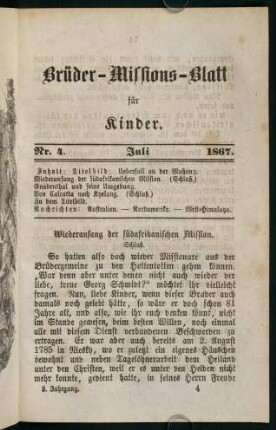 Brüder-Missions-Blatt
für
Kinder.
Nr. 4. Juli 1867.
Inhalt: Titelbild: Ueberfall an der Mahony.
Wiederanfang der südafrikanischen Mission. (Schluß.)
Gnadenthal und seine Umgebung.
Von Calcutta nach Kyelang. (Schluß.)
Zu dem Titelbild.
Nachrichten: Australien. — Nordamerika. — West-Himalaya.
Wiederanfang der südafrikanischen Mission.
Schluß.
So hatten also doch wieder Missionare aus der
Brüdergemeine zu den Hottentotten gehen können.
War denn aber unter denen nicht auch wieder der
liebe, treue Georg Schmidt?" möchtet ihr vielleicht
fragen. Nun, liebe Kinder, wenn dieser Bruder auch
damals noch gelebt hätte, so wäre er doch schon 81
Jahre alt, und also, wie ihr euch denken könnt, nicht
im Stande gewesen, beim besten Willen, noch einmal
alle mit diesem Dienst verbundenen Beschwerden zu
ertragen. Er war aber auch bereits am 2. August
1785 in Niesky, wo er zuletzt ein eigenes Häuschen
bewohnt und neben Tagelöhnerarbeit dem Heiland
unter den Christen, weil er es unter den Heiden nicht
mehr konnte, gedient hatte, in seines Herrn Freude
3. Jahrgang. 4